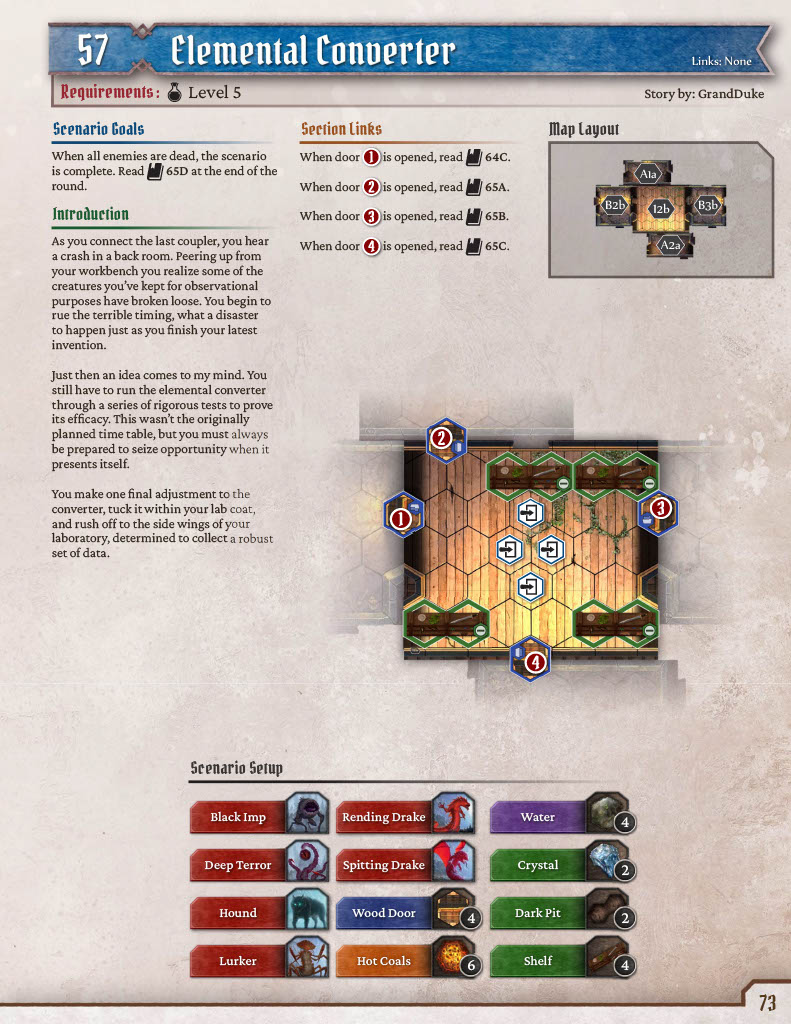 57 Elemental Converter
Links: None
Requirements: Level 5
Story by: GrandDuke
Scenario Goals
When all enemies are dead, the scenario
is complete. Read 65D at the end of the
round.
Introduction
As you connect the last coupler, you hear
a crash in a back room. Peering up from
your workbench you realize some of the
creatures you've kept for observational
purposes have broken loose. You begin to
rue the terrible timing, what a disaster
to happen just as you finish your latest
invention.
Just then an idea comes to my mind. You
still have to run the elemental converter
through a series of rigorous tests to prove
its efficacy. This wasn't the originally
planned time table, but you must always
be prepared to seize opportunity when it
presents itself.
You make one final adjustment to the
converter, tuck it within your lab coat,
and rush off to the side wings of your
laboratory, determined to collect a robust
set of data.
Section Links
When door 1 is opened, read 64C.
When door 2 is opened, read 65A.
When door 3 is opened, read 65B.
When door 4 is opened, read 65C.
Map Layout
A1a
B2b
I2b
B3b
A2a
2
1
3
4
Scenario Setup
Black Imp
Rending Drake
Water
4
Deep Terror
Spitting Drake
Crystal
2
Hound
Wood Door
4
Dark Pit
2
Lurker
Hot Coals
6
Shelf
4
73